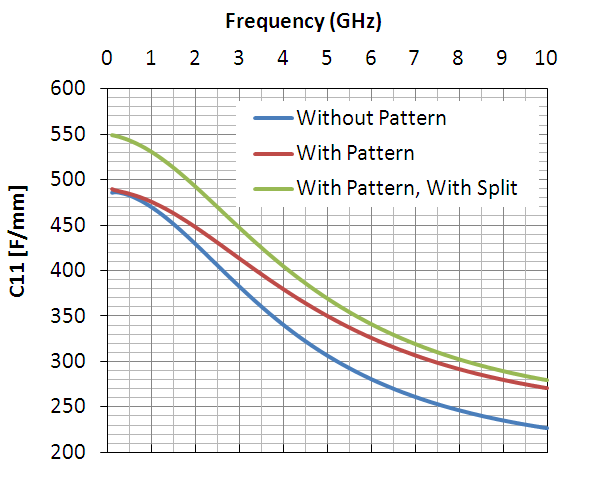 Frequency (GHz)
0 1 2 3 4 5 6 7 8 9 10
600
550
500
450
400
350
300
250
200
C11 [F/mm]
Without Pattern
With Pattern
With Pattern, With Split